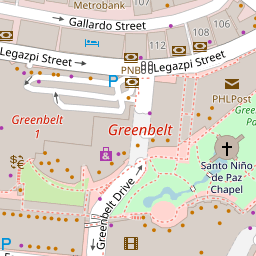 Metrobank
Gallardo Street
112
108
106
106
Legazpi Street
PNB
Legazpi Street
P
PHLPost
Greenbelt
1
Greenbelt
Santo Niño
de Paz
Chapel
Greenbelt Drive
P